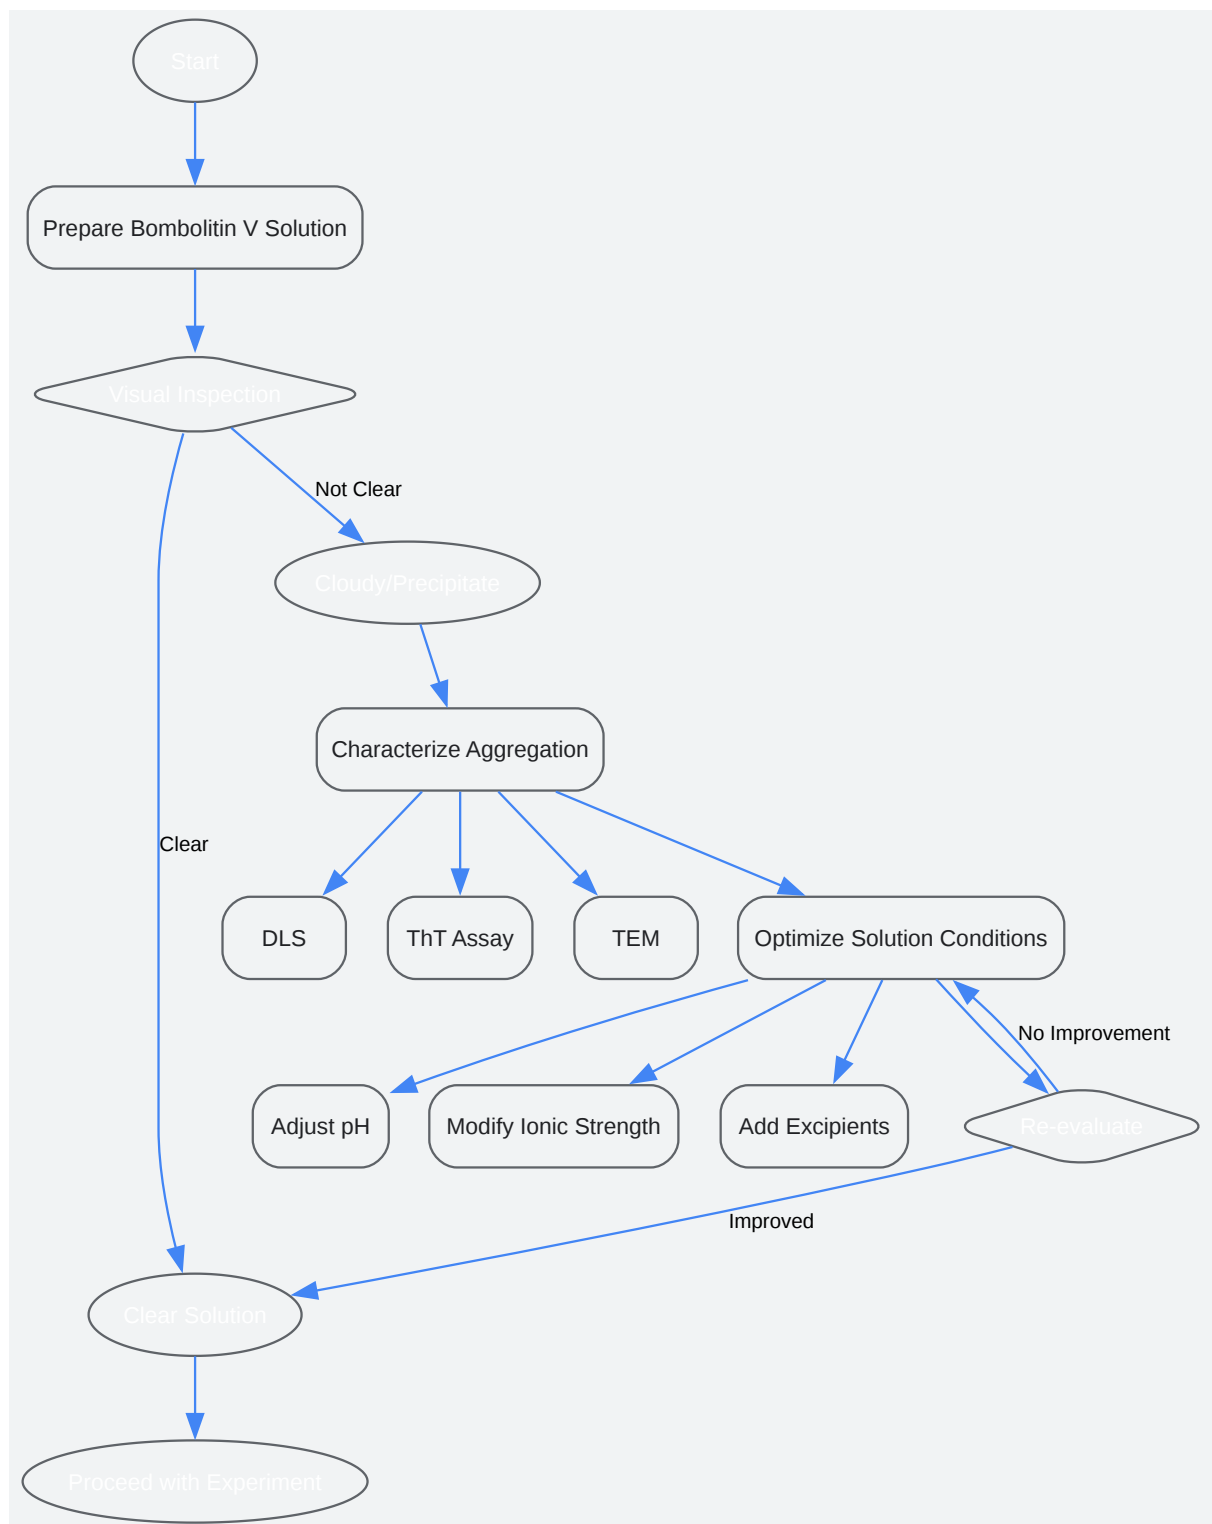 Start
Prepare Bombolitin V Solution
Visual Inspection
Not Clear
Cloudy/Precipitate
Characterize Aggregation
Clear
DLS
ThT Assay
TEM
Optimize Solution Conditions
No Improvement
Adjust pH
Modify Ionic Strength
Add Excipients
Re-evaluate
Improved
Clear Solution
Proceed with Experiment